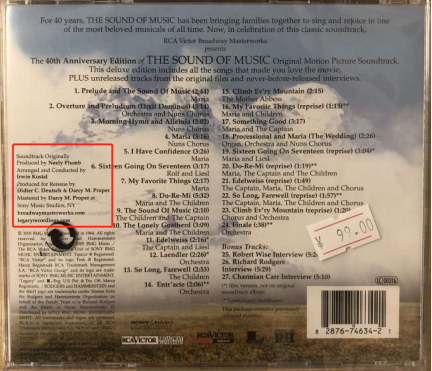 For 40 years, THE SOUND OF MUSIC has been bringing families together to sing and rejoice in one
of the most beloved musicals of all time. Now, in celebration of this classic soundtrack,
RCA Victor Broadway Masterworks
presents
The 40th Anniversary Edition of THE SOUND OF MUSIC Original Motion Picture Soundtrack.
This deluxe edition includes all the songs that made you love the movie,
PLUS unreleased tracks from the original film and never-before-released interviews.
1. Prelude and The Sound Of Music (2:44)
Maria
2. Overture and Preludium (Dixit Dominus) (3:14)
Orchestra and Nuns Chorus
3. Morning Hymn and Alleluia (2:01)
Nuns Chorus
4. Maria (3:16)
Nuns Chorus
5. I Have Confidence (3:26)
Maria
6. Sixteen Going On Seventeen (3:17)
Rolf and Liesl
7. My Favorite Things (2:17)
Maria
8. Do-Re-Mi (5:32)
Maria and the Children
9. The Sound Of Music (2:10)
The Children and The Captain
10. The Lonely Goatherd (3:09)
Maria and the Children
11. Edelweiss (2:16)*
The Captain and Maria
12. Laendler (2:26)*
Orchestra
13. So Long, Farewell (2:53)
The Children
14. Entr'acte (2:06)**
Orchestra
15. Climb Ev'ry Mountain (2:15)
The Mother Abbess
16. My Favorite Things (reprise) (1:19)**
Maria and Children
17. Something Good (3:17)
Maria and The Captain
18. Processional and Maria (The Wedding) (2:26)
Organ, Orchestra and Nuns Chorus
19. Sixteen Going On Seventeen (reprise) (3:04)*
Maria and Liesl
20. Do-Re-Mi (reprise) (1:19)**
Maria, The Captain and The Children
21. Edelweiss (reprise) (1:49)
The Captain, Maria, The Children and Chorus
22. So Long, Farewell (reprise) (1:57)**
The Captain, Maria and The Children
23. Climb Ev'ry Mountain (reprise) (1:20)
Chorus and Orchestra
24. Finale (:38)**
Orchestra
Bonus Tracks:
25. Robert Wise Interview
26. Richard Rodgers
Interview (5:29)
27. Charmian Carr Interview (5:10)
(*) film version, not on original
soundtrack album
Soundtrack Originally
Produced by Neely Plumb
Arranged and Conducted by
Irwin Kostal
Produced for Reissue by
Didier C. Deutsch & Darcy M. Proper
Mastered by Darcy M. Proper at
Sony Music Studios, NY
broadwaymasterworks.com
legacyrecordings.com
99.00
SONY BMG
RCA VICTOR
LC 00316
8 2876-74634-2 1